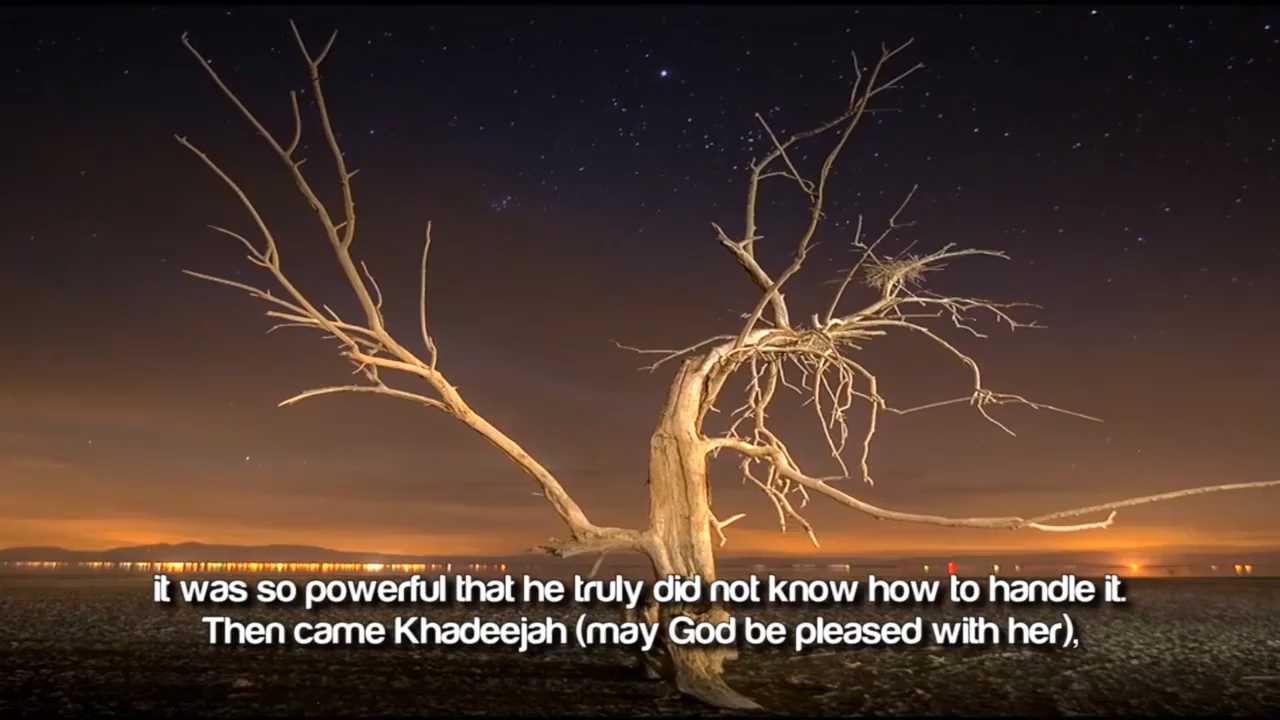 it was so powerful that he truly did not know how to handle it.
Then came Khadeejah (may God be pleased with her),